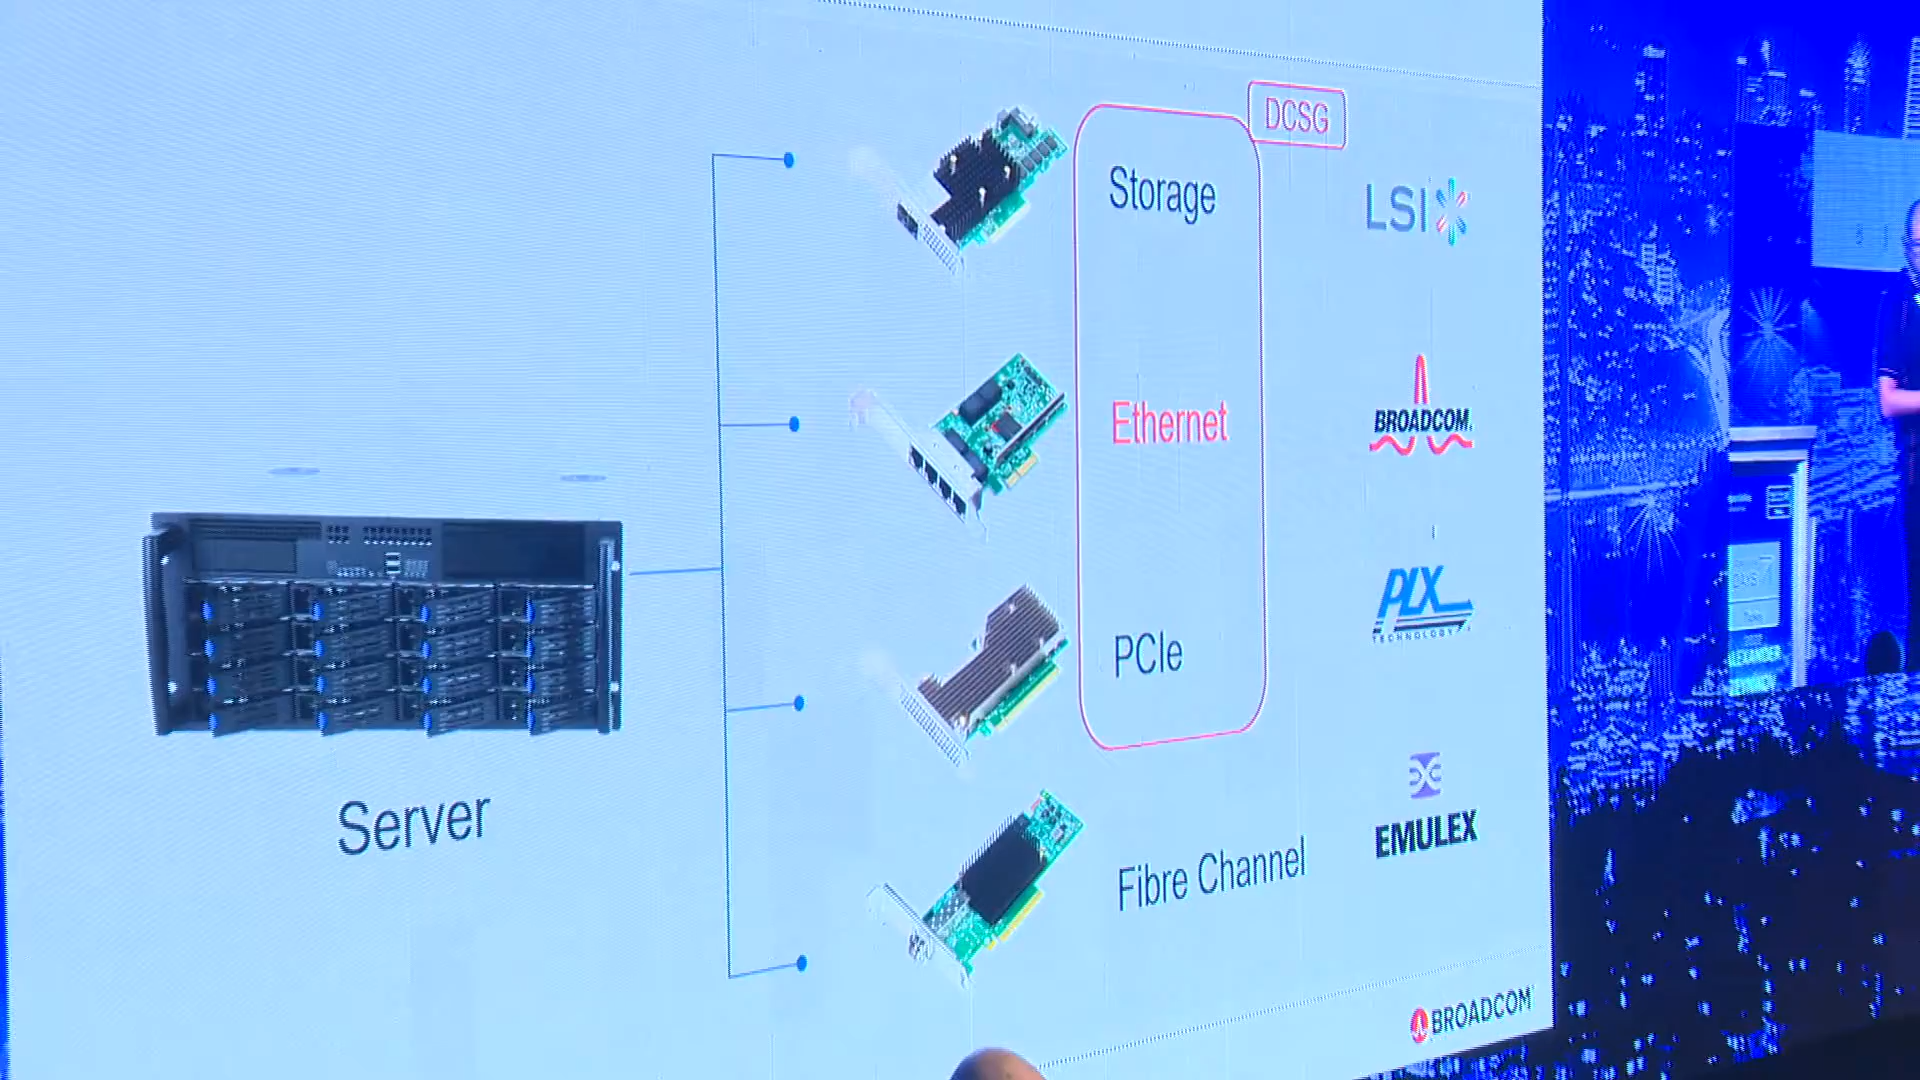 DCSG
Storage
LSI
Ethernet
BROADCOM
PCIe
PLX
TECHNOLOGY
Server
Fibre Channel
EMULEX
BROADCOM